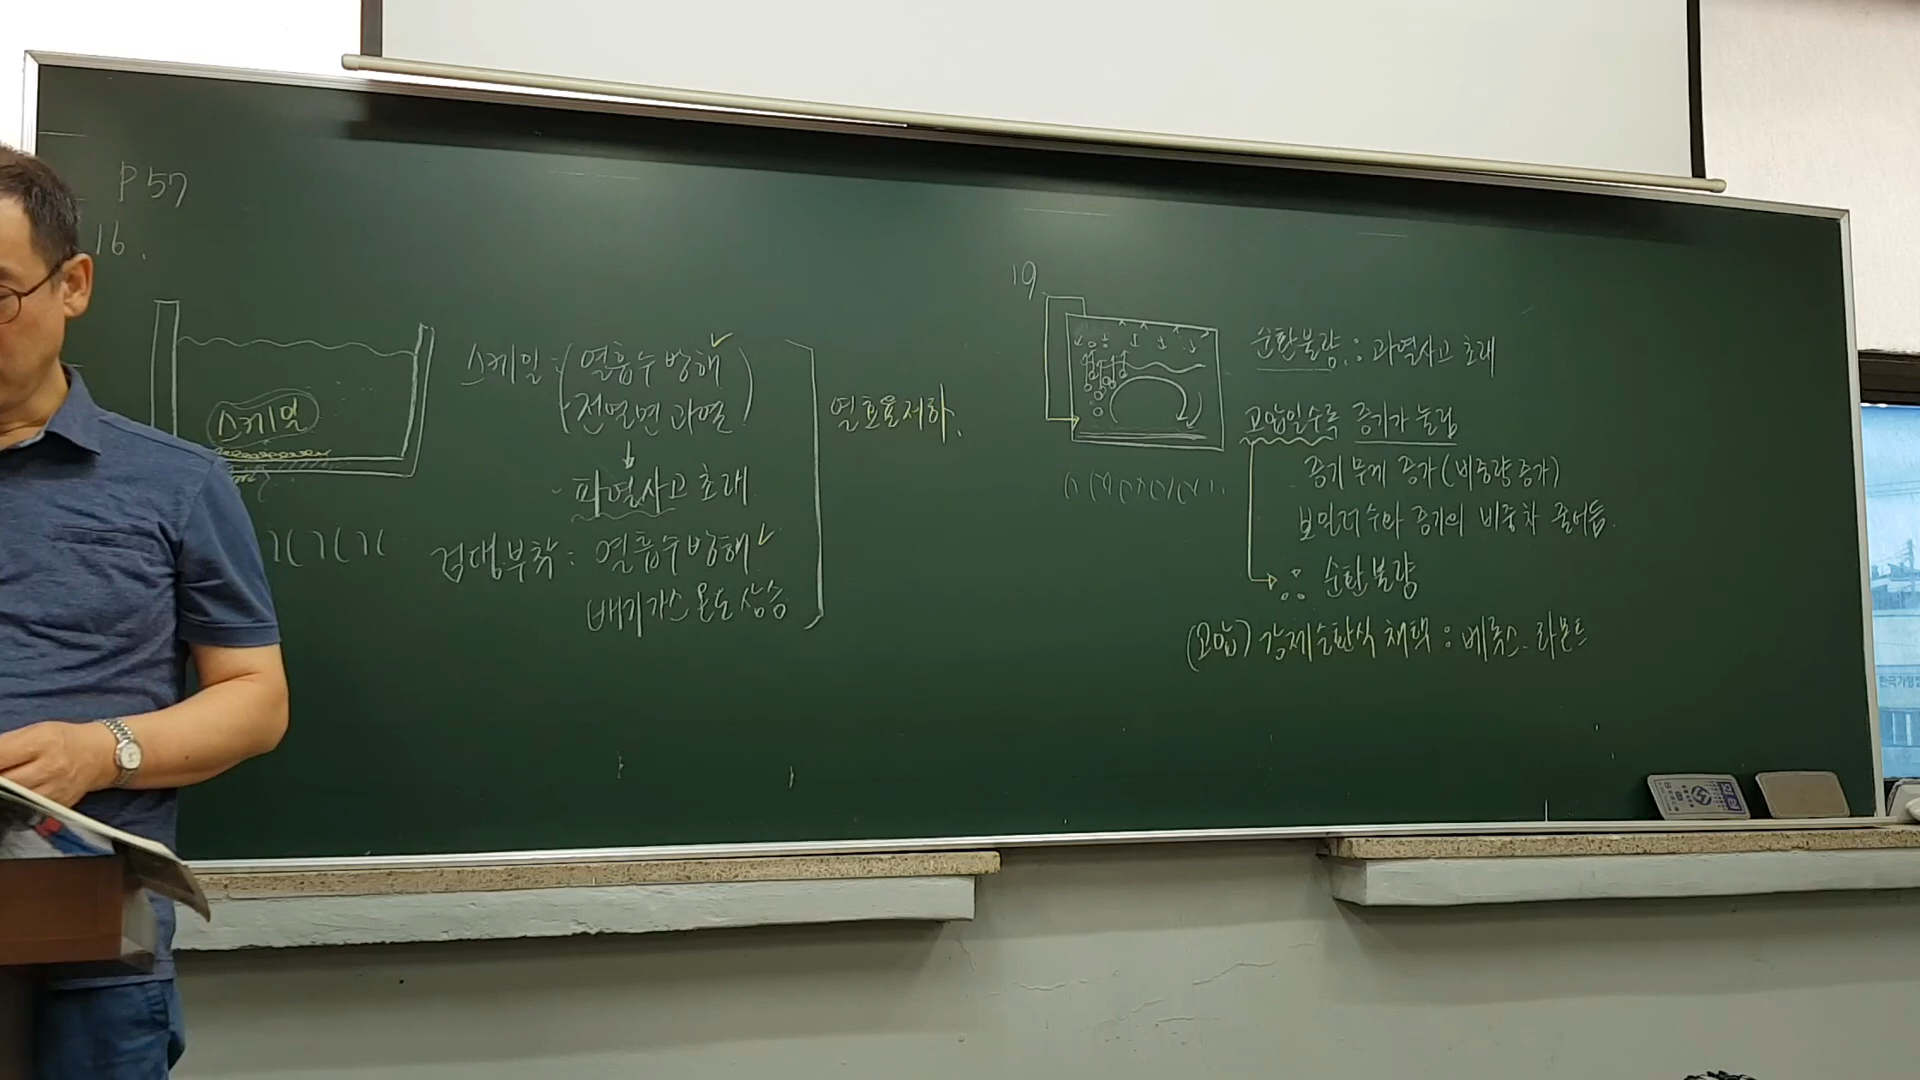 P 57
16.
스케일
스케일 : 열흡수 방해
전열면 과열
파열사고 초래
검댕부착 : 열흡수방해
배기가스 온도 상승
열효율저하.
19.
순환불량 : 과열사고 초래
고압일수록 증기가 눌림
증기 무게 증가 (비중량 증가)
보일러수와 증기의 비중차 줄어듬.
∴ 순환불량
(고압) 강제순환식 채택 : 베록스. 라몬트